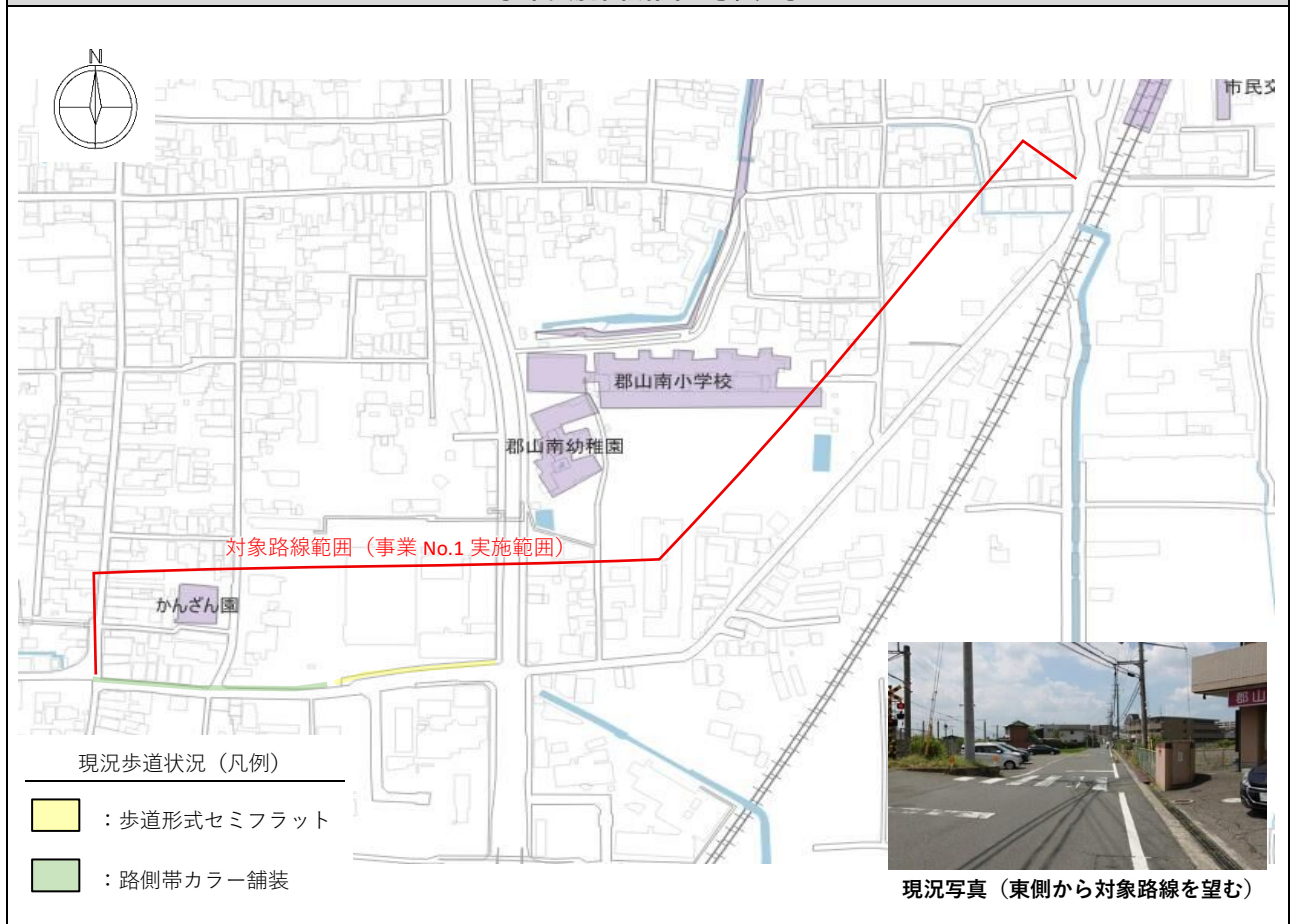 N
市民交
郡山南小学校
郡山南幼稚園
対象路線範囲（事業 No.1 実施範囲）
かんざん園
現況歩道状況（凡例）
：歩道形式セミフラット
：路側帯カラー舗装
郡山
現況写真（東側から対象路線を望む）